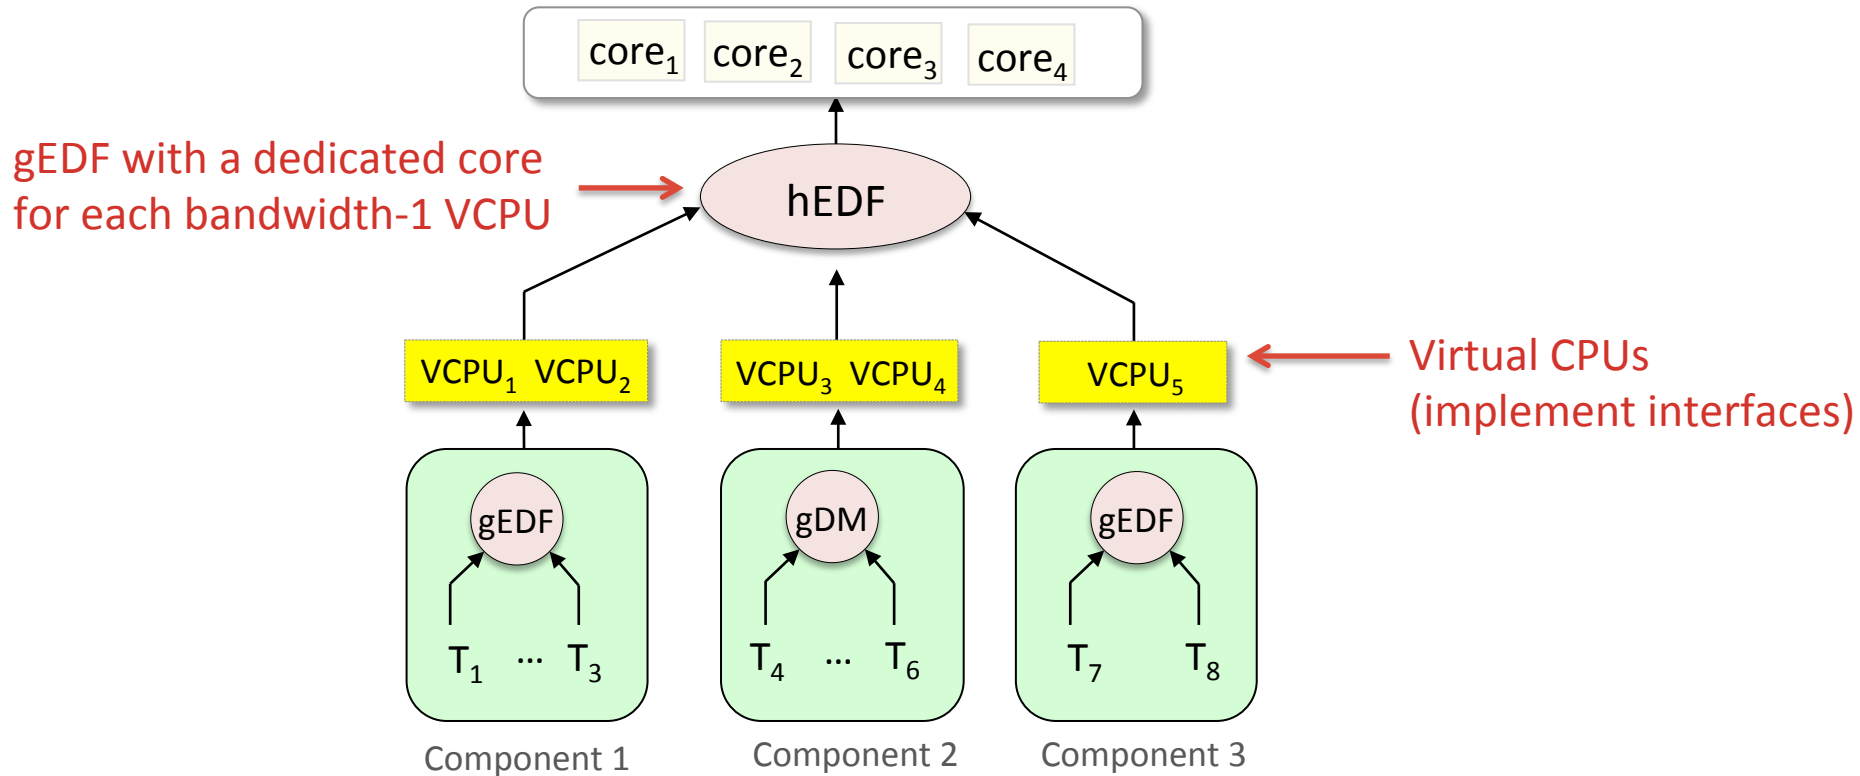 core₁ core₂ core₃ core₄
gEDF with a dedicated core
for each bandwidth-1 VCPU
hEDF
VCPU₁ VCPU₂
VCPU₃ VCPU₄
VCPU₅
Virtual CPUs
(implement interfaces)
gEDF
T₁ ... T₃
Component 1
gDM
T₄ ... T₆
Component 2
gEDF
T₇ T₈
Component 3